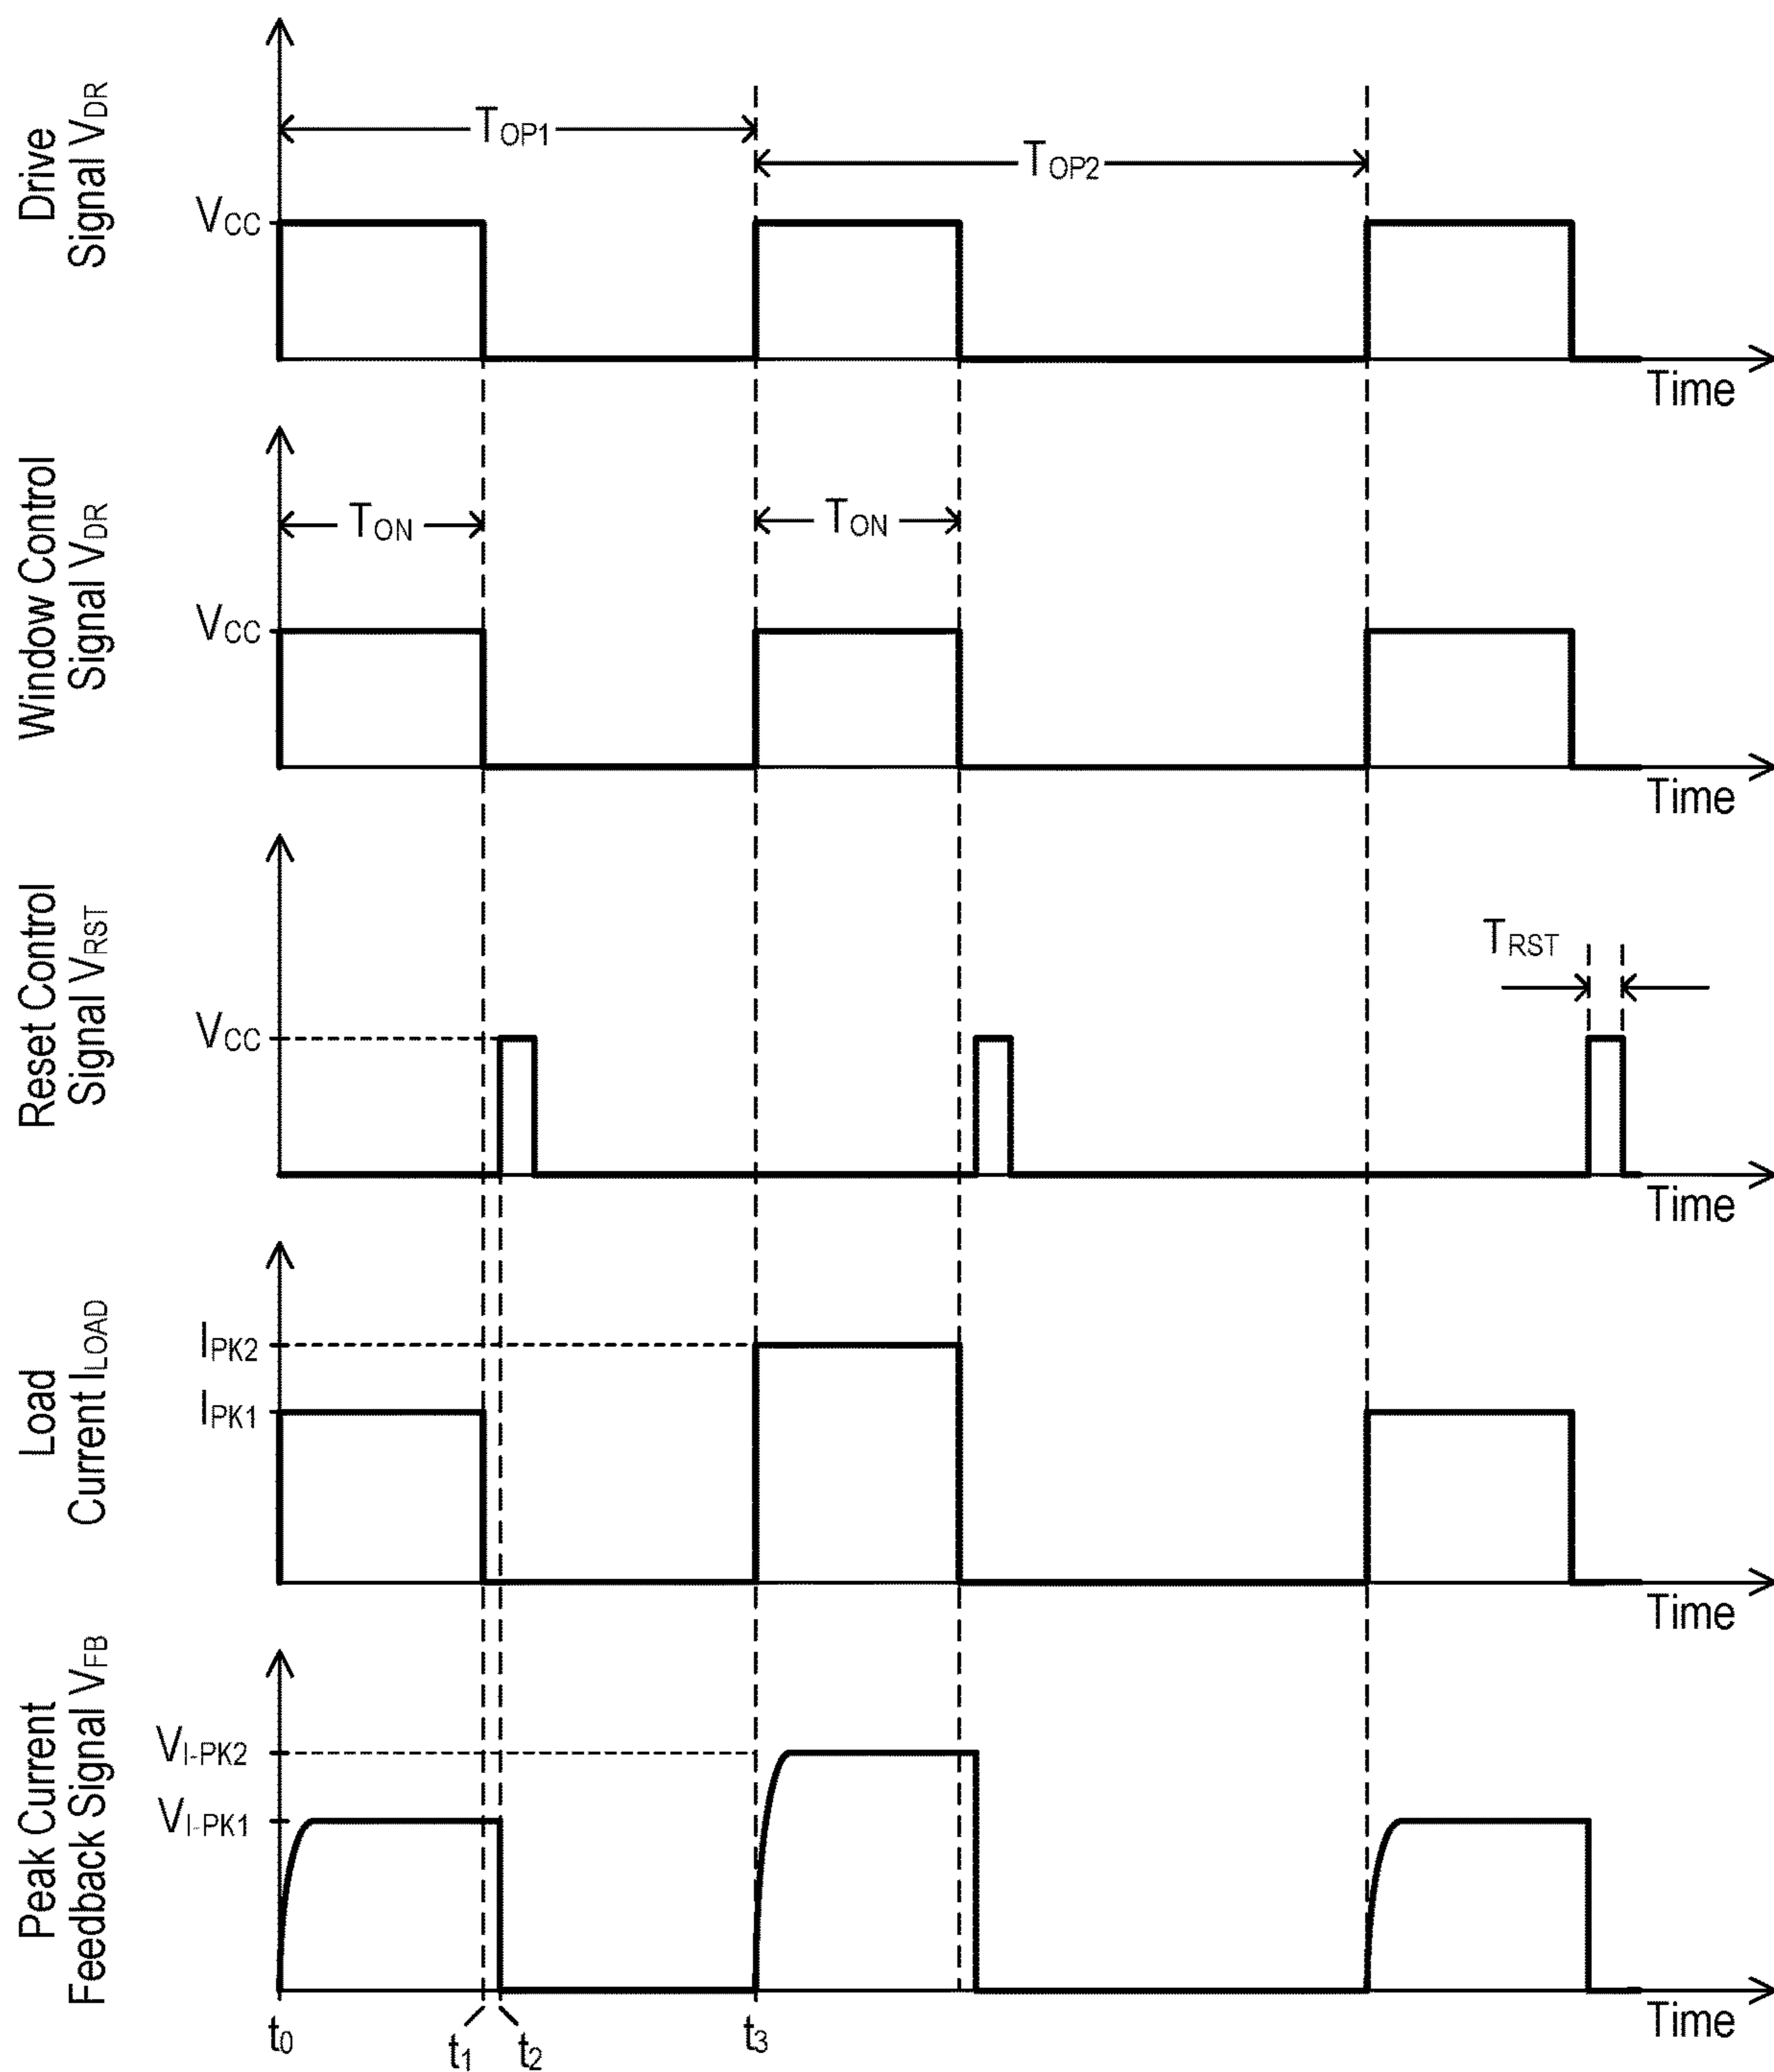 Drive
Signal VDR
TOP1
TOP2
VCC
Time
Window Control
Signal VDR
TON
TON
VCC
Time
Reset Control
Signal VRST
TRST
VCC
Time
Load
Current ILOAD
IPK2
IPK1
Time
Peak Current
Feedback Signal VFB
VI-PK2
VI-PK1
Time
t0
t1
t2
t3